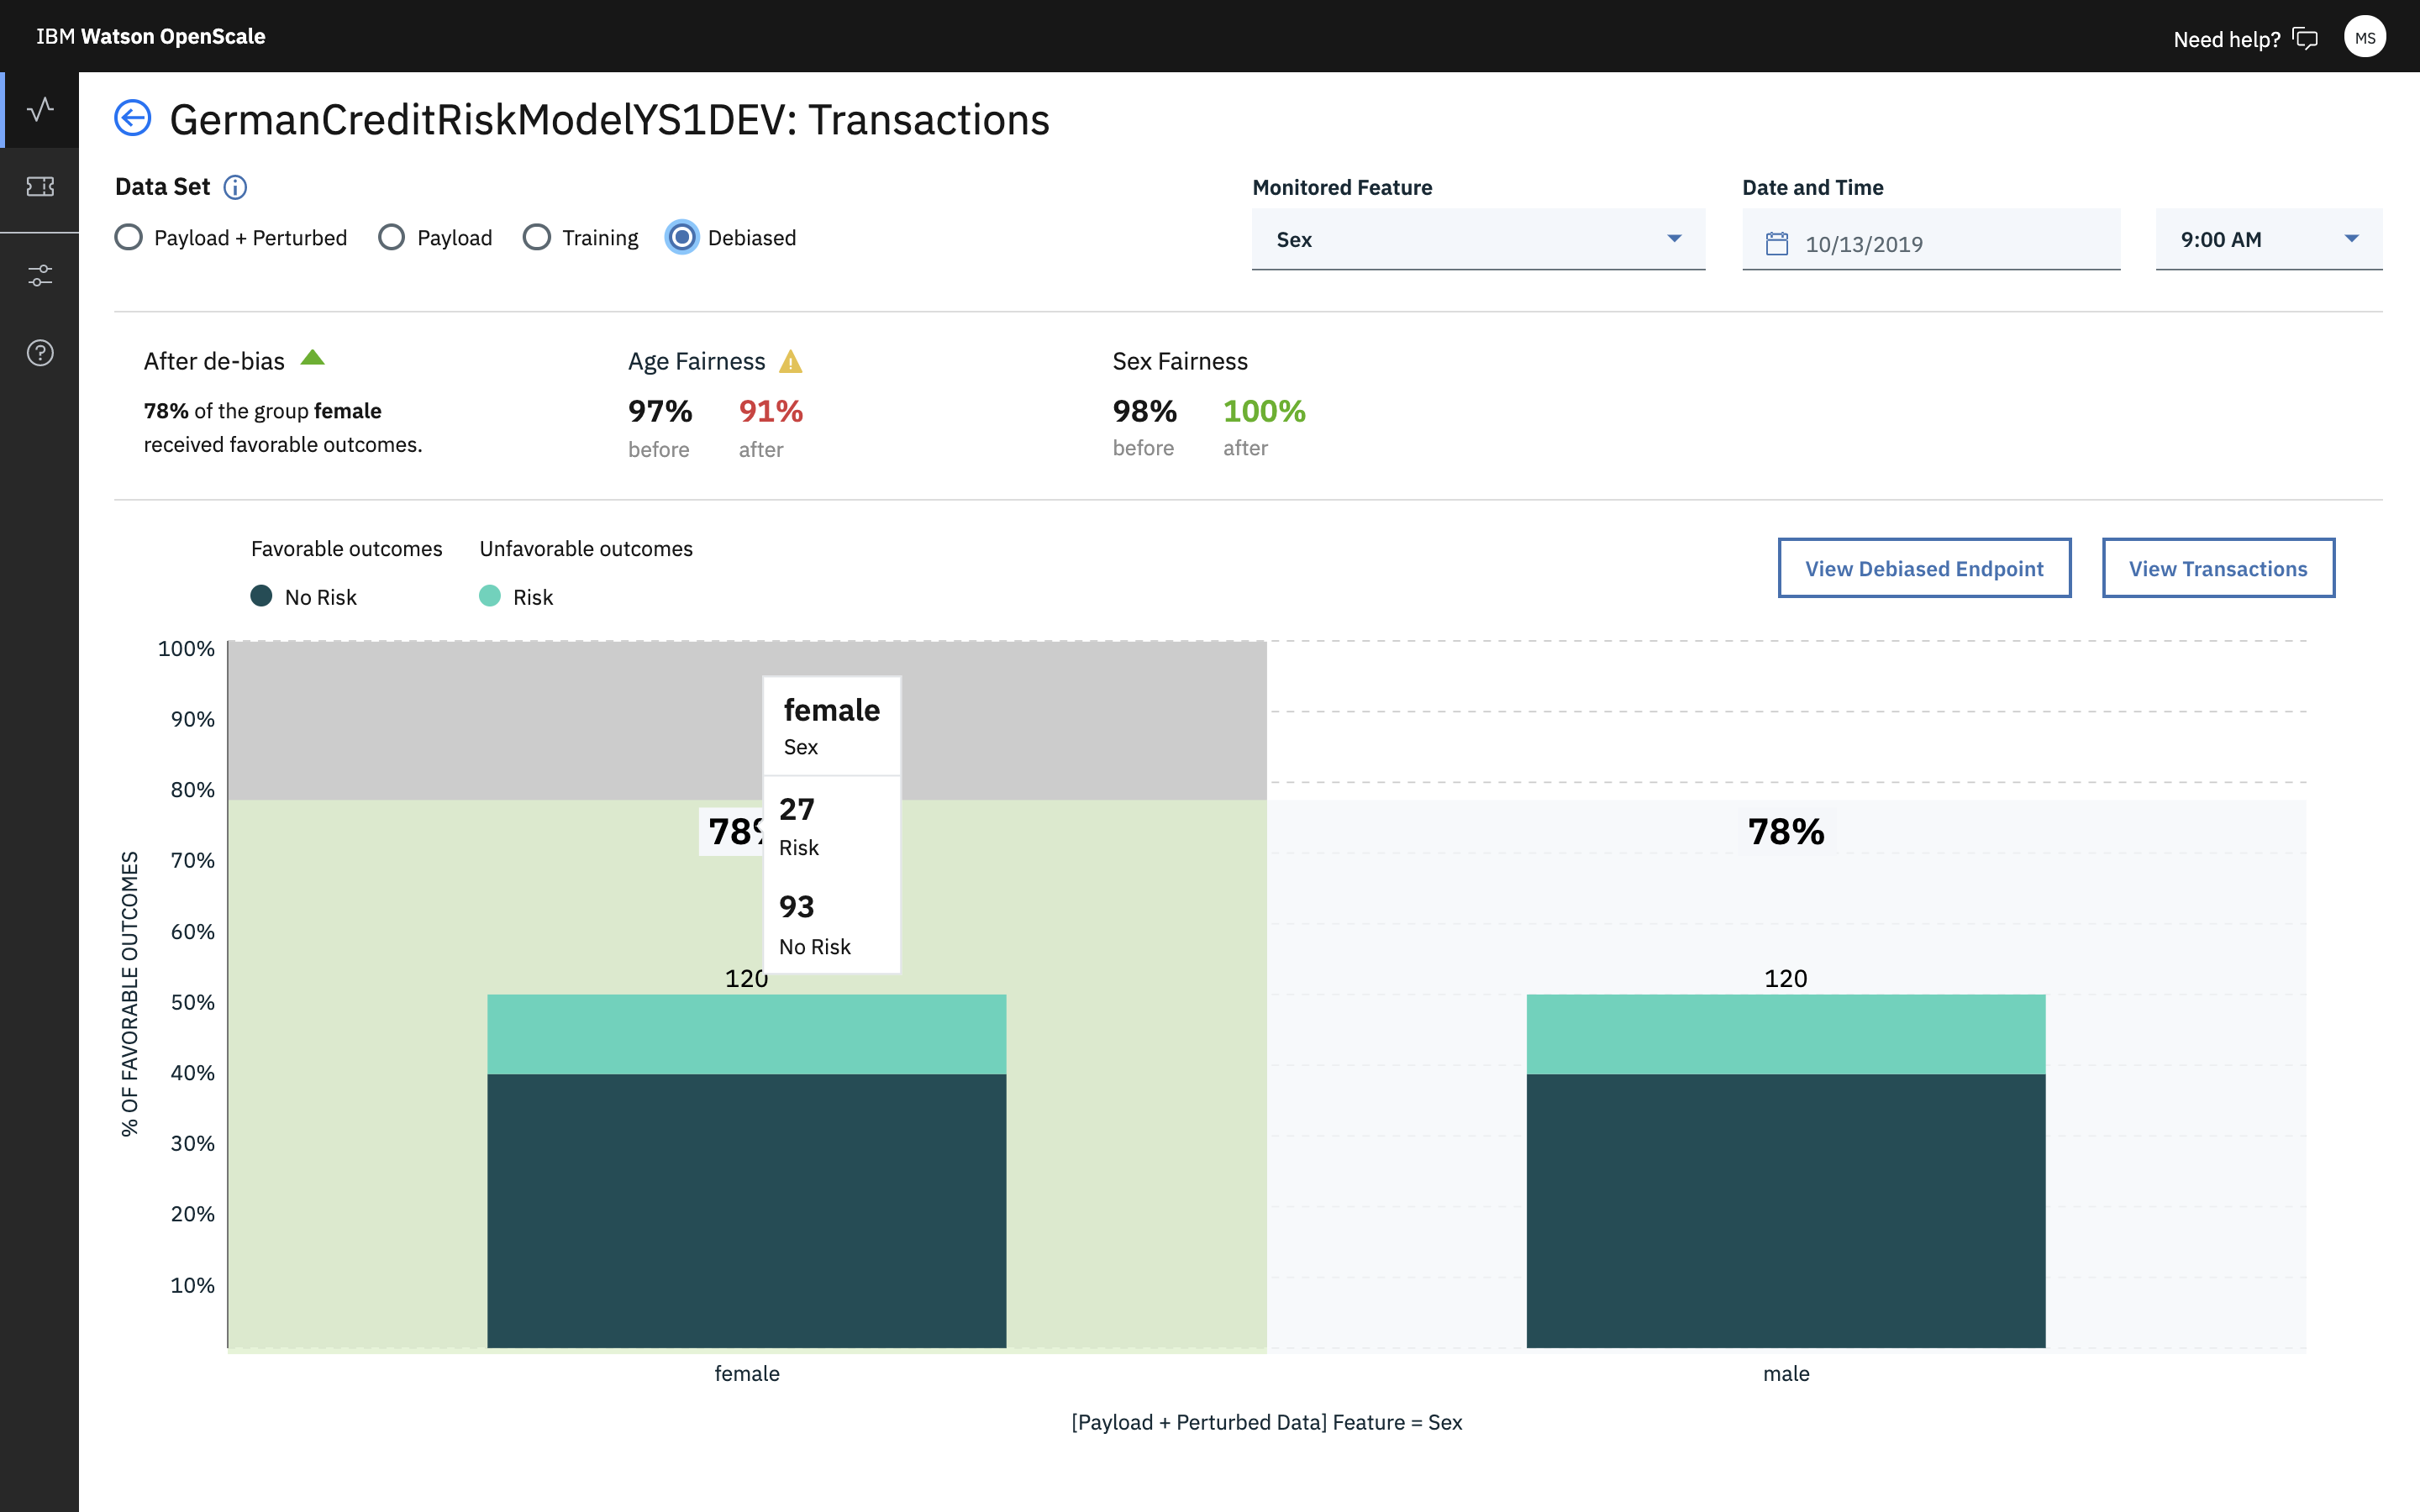 IBM Watson OpenScale
Need help?
MS
GermanCreditRiskModelYS1DEV: Transactions
Data Set
Payload + Perturbed
Payload
Training
Debiased
Monitored Feature
Sex
Date and Time
10/13/2019
9:00 AM
After de-bias
78% of the group female
received favorable outcomes.
Age Fairness
97%
91%
before
after
Sex Fairness
98%
100%
before
after
Favorable outcomes
Unfavorable outcomes
No Risk
Risk
View Debiased Endpoint
View Transactions
% OF FAVORABLE OUTCOMES
100%
90%
80%
70%
60%
50%
40%
30%
20%
10%
78%
female
Sex
27
Risk
93
No Risk
120
78%
120
female
male
[Payload + Perturbed Data] Feature = Sex